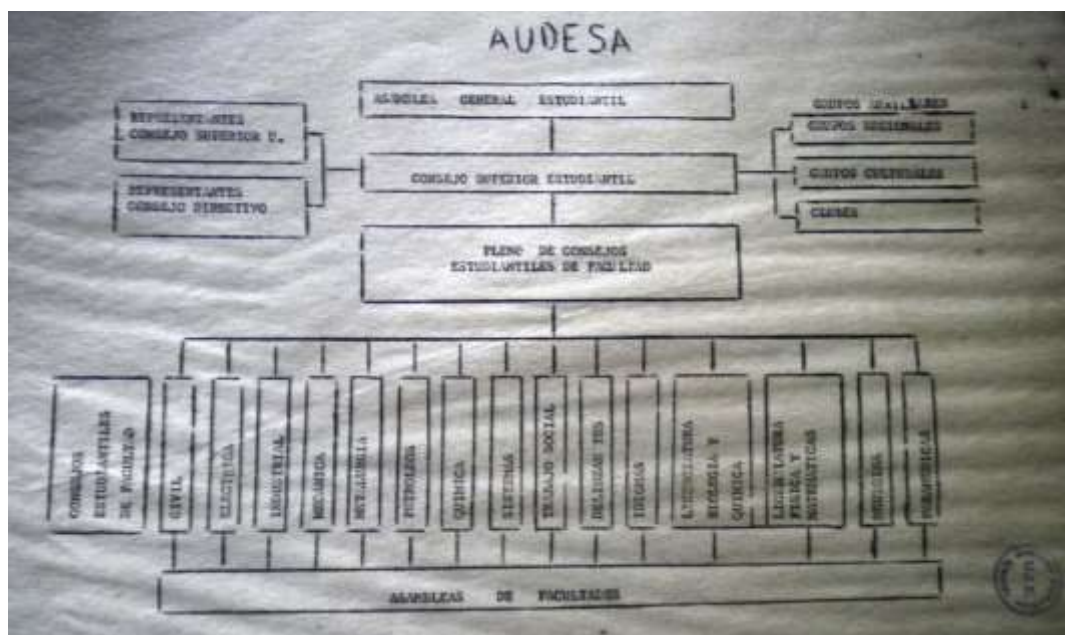 AUDESA
GENERAL ESTUDIANTIL
REPRESENTANTES
CONSEJO SUPERIOR U.
REPRESENTANTES
CONSEJO DIRECTIVO
CONSEJO SUPERIOR ESTUDIANTIL
GRUPOS
GRUPOS REGIONALES
GRUPOS CULTURALES
CLUBES
PLENO DE CONSEJOS
ESTUDIANTILES DE FACULTAD
CONSEJOS
ESTUDIANTILES
DE FACULTAD
CIVIL
ELECTRICA
INDUSTRIAL
MECANICA
METALURGIA
PETROLEOS
QUIMICA
SISTEMAS
TRABAJO SOCIAL
IDIOMAS
LICENCIATURA
BIOLOGIA Y
QUIMICA
LICENCIATURA
FISICA Y
MATEMATICAS
ASAMBLEAS DE FACULTADES